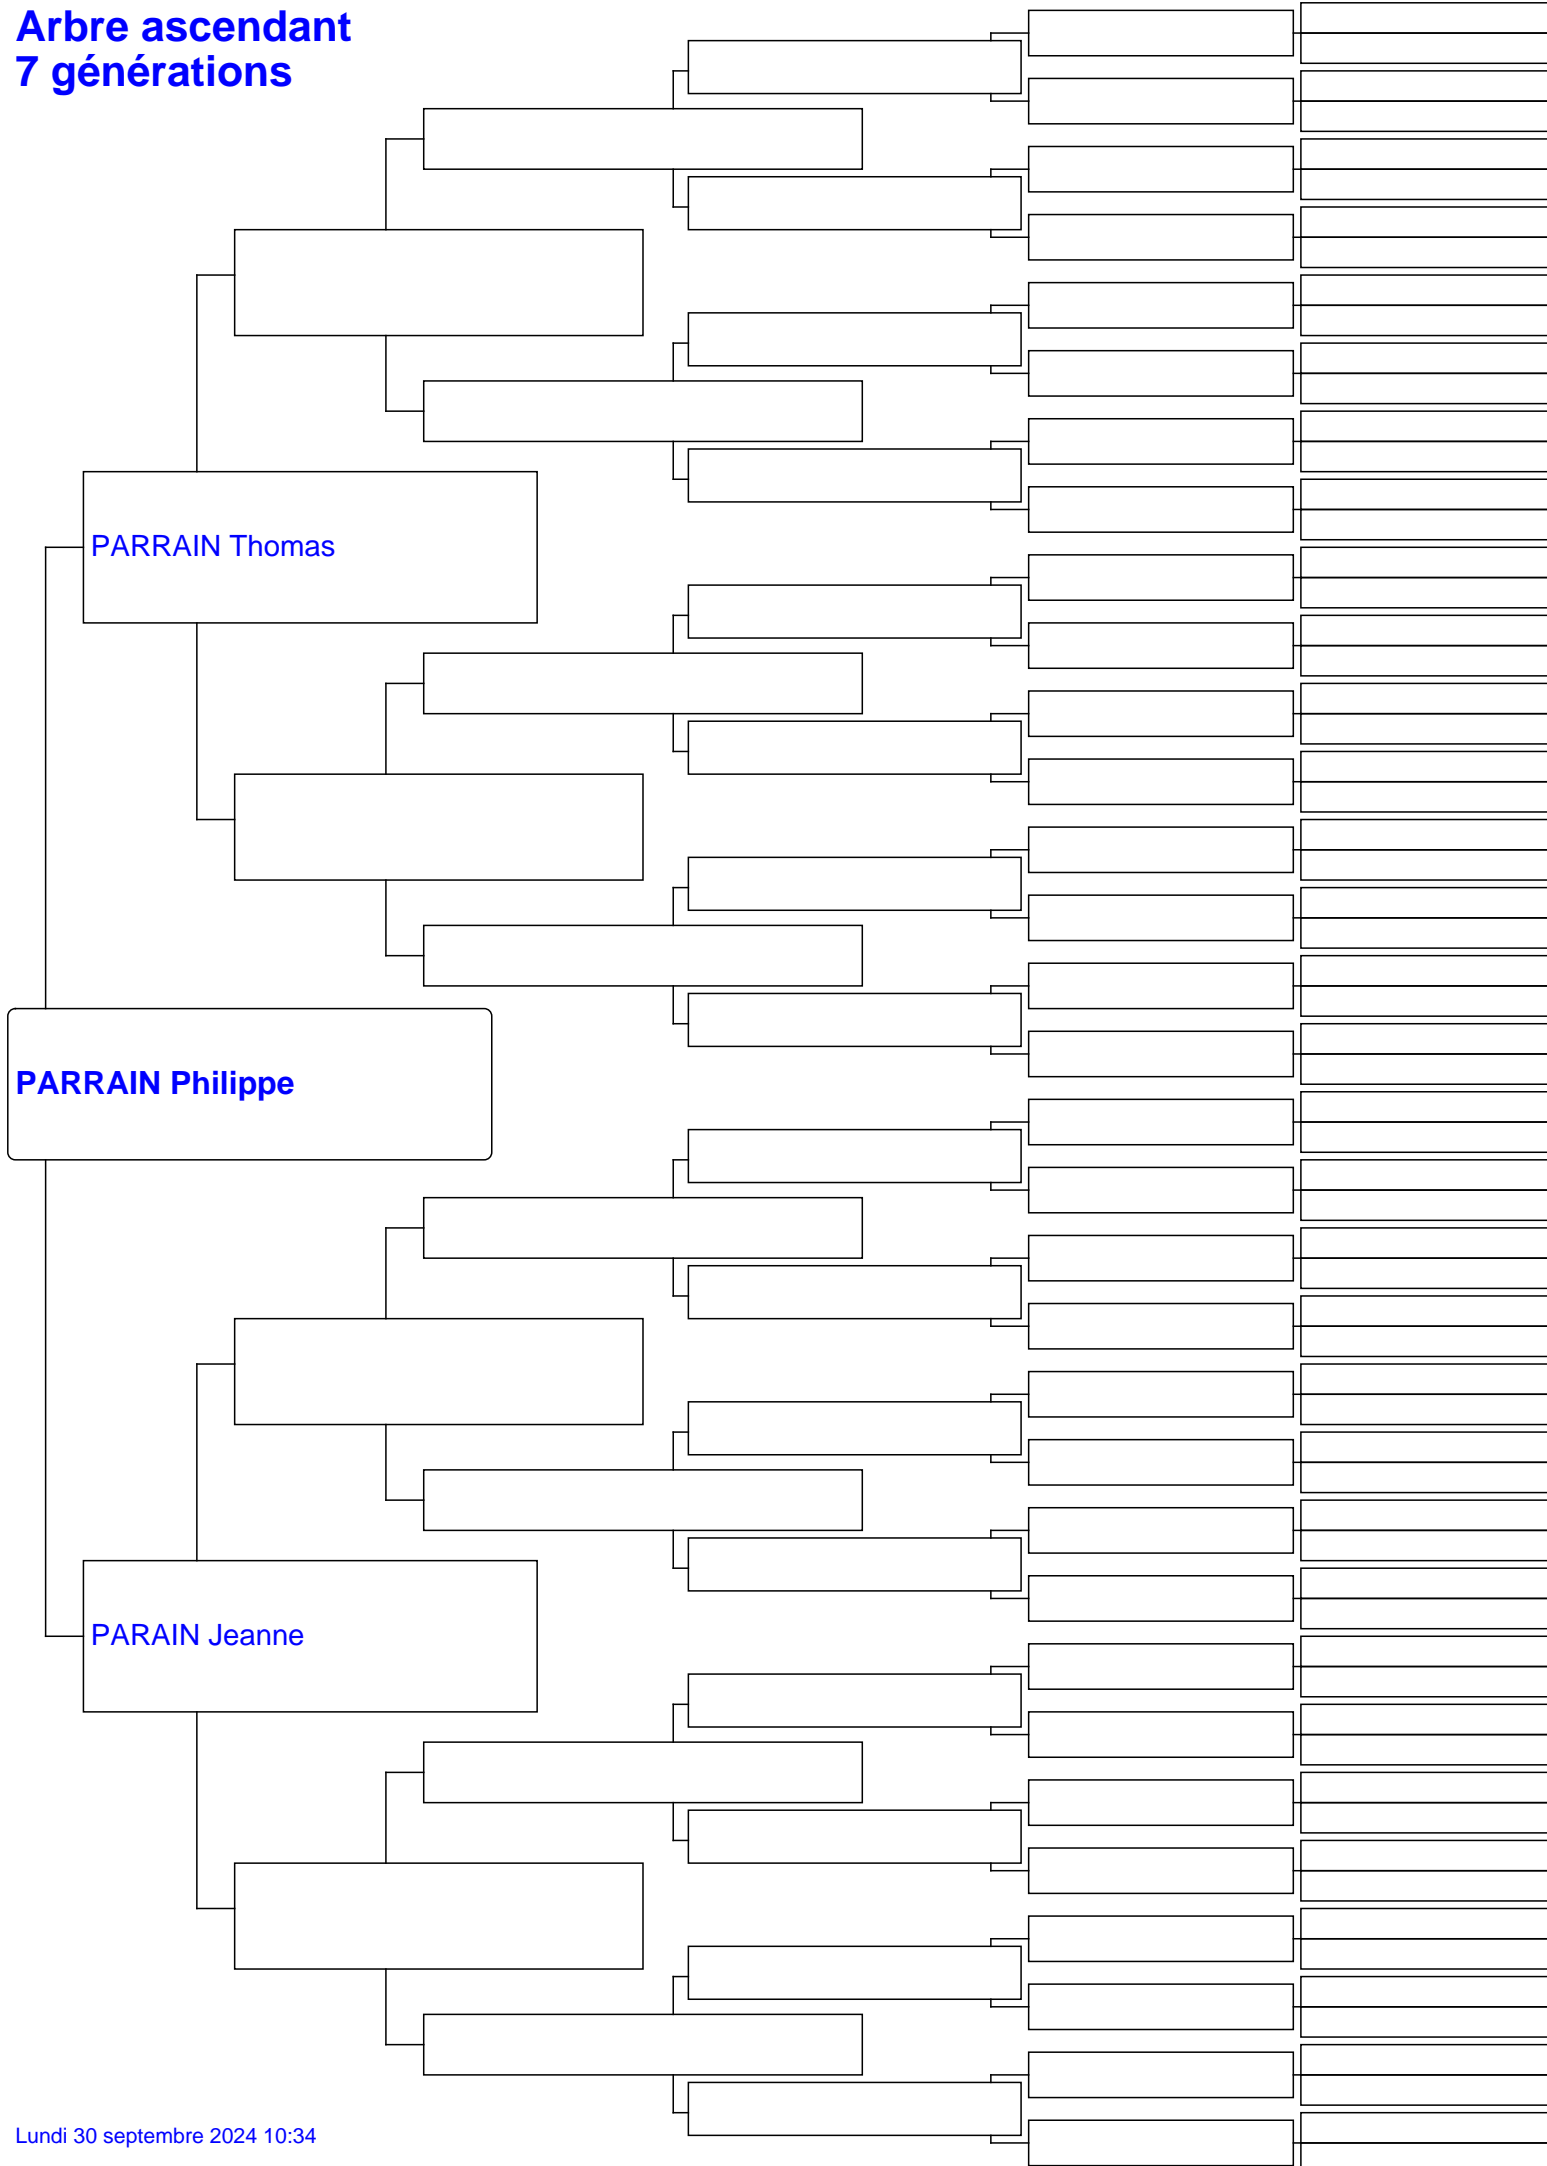 Arbre ascendant
7 générations
PARRAIN Thomas
PARRAIN Philippe
PARAIN Jeanne
Lundi 30 septembre 2024 10:34